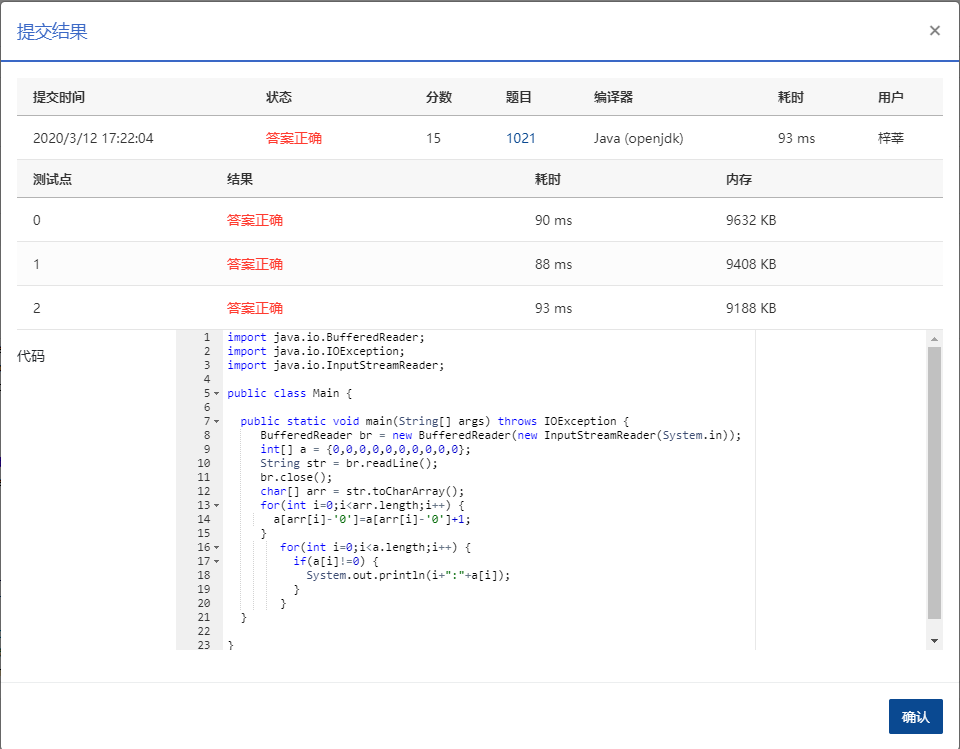 提交结果 ×
提交时间 状态 分数 题目 编译器 耗时 用户
2020/3/12 17:22:04 答案正确 15 1021 Java (openjdk) 93 ms 梓莘
测试点 结果 耗时 内存
0 答案正确 90 ms 9632 KB
1 答案正确 88 ms 9408 KB
2 答案正确 93 ms 9188 KB
代码
1 import java.io.BufferedReader;
2 import java.io.IOException;
3 import java.io.InputStreamReader;
4
5 public class Main {
6
7 public static void main(String[] args) throws IOException {
8 BufferedReader br = new BufferedReader(new InputStreamReader(System.in));
9 int[] a = {0,0,0,0,0,0,0,0,0,0};
10 String str = br.readLine();
11 br.close();
12 char[] arr = str.toCharArray();
13 for(int i=0;i<arr.length;i++) {
14 a[arr[i]-'0']=a[arr[i]-'0']+1;
15 }
16 for(int i=0;i<a.length;i++) {
17 if(a[i]!=0) {
18 System.out.println(i+":"+a[i]);
19 }
20 }
21 }
22
23 }
确认